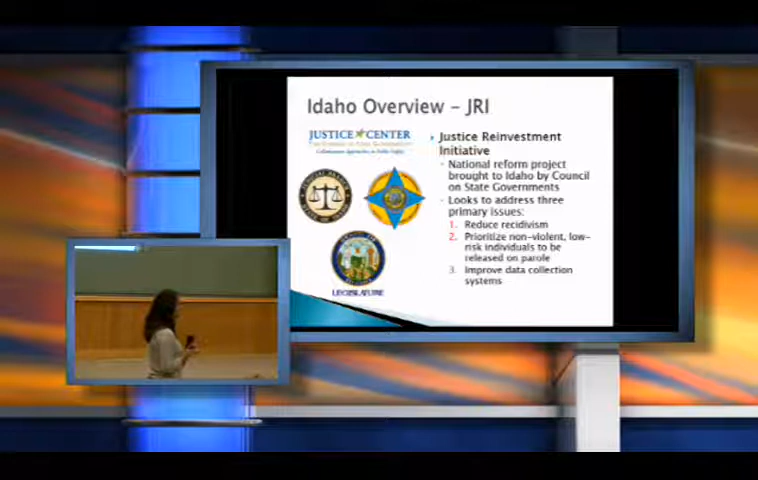 Idaho Overview - JRI
JUSTICE CENTER
Justice Reinvestment
Initiative
National reform project
brought to Idaho by Council
on State Governments
Looks to address three
primary issues:
1. Reduce recidivism
2. Prioritize non-violent, low-
risk individuals to be
released on parole
3. Improve data collection
systems
LEGISLATURE